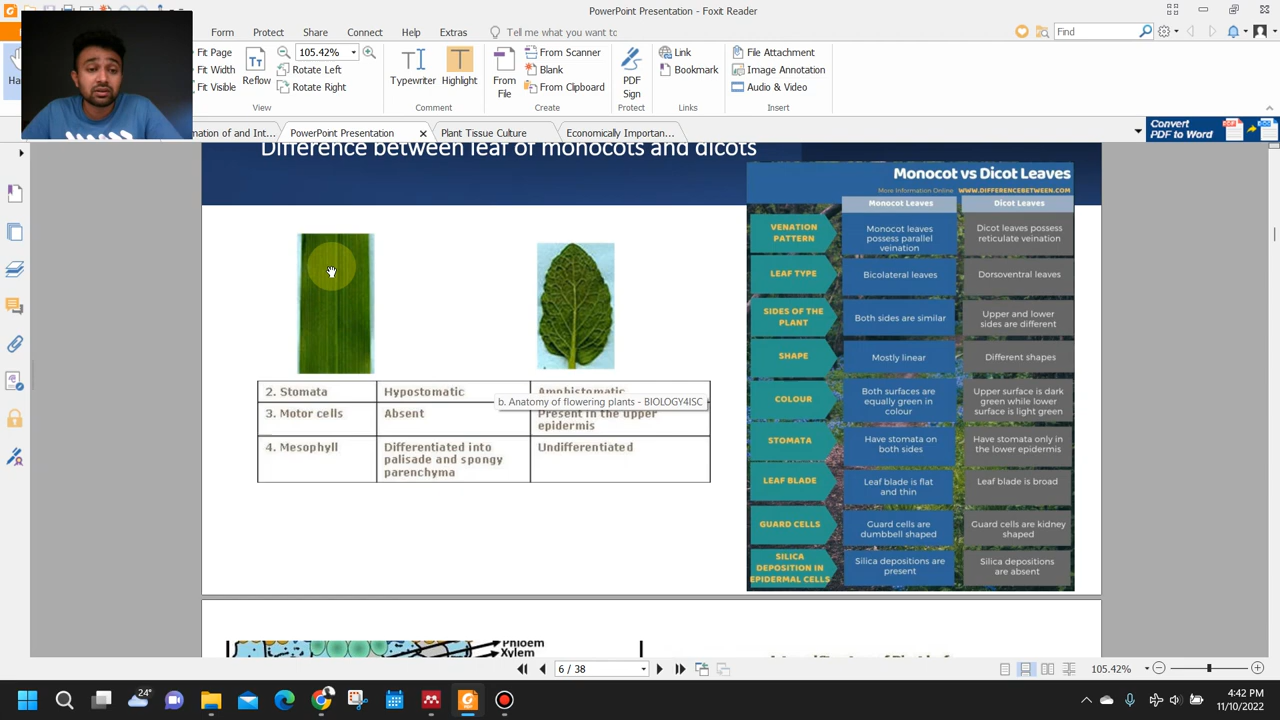 PowerPoint Presentation - Foxit Reader
Form Protect Share Connect Help Extras Tell me what you want to Find
Fit Page
Fit Width
Fit Visible
Reflow
105.42%
Rotate Left
Rotate Right
View
Typewriter
Highlight
Comment
From File
From Scanner
Blank
From Clipboard
Create
PDF Sign
Protect
Link
Bookmark
Links
File Attachment
Image Annotation
Audio & Video
Insert
Convert
PDF to Word
nation of and Int...
PowerPoint Presentation
Plant Tissue Culture
Economically Importan...
Difference between leaf of monocots and dicots
2. Stomata Hypostomatic Amphistomatic
b. Anatomy of flowering plants - BIOLOGY4ISC
3. Motor cells Absent Present in the upper
epidermis
4. Mesophyll Differentiated into Undifferentiated
palisade and spongy
parenchyma
Monocot vs Dicot Leaves
More Information Online WWW.DIFFERENCEBETWEEN.COM
Monocot Leaves Dicot Leaves
VENATION
PATTERN
Monocot leaves
possess parallel
veination
Dicot leaves possess
reticulate veination
LEAF TYPE Bicolateral leaves Dorsoventral leaves
SIDES OF THE
PLANT
Both sides are similar
Upper and lower
sides are different
SHAPE Mostly linear Different shapes
COLOUR
Both surfaces are
equally green in
colour
Upper surface is dark
green while lower
surface is light green
STOMATA
Have stomata on
both sides
Have stomata only in
the lower epidermis
LEAF BLADE
Leaf blade is flat
and thin
Leaf blade is broad
GUARD CELLS
Guard cells are
dumbbell shaped
Guard cells are kidney
shaped
SILICA
DEPOSITION IN
EPIDERMAL CELLS
Silica depositions are
present
Silica depositions
are absent
Phloem
Xylem
6 / 38
105.42%
24°
4:42 PM
11/10/2022